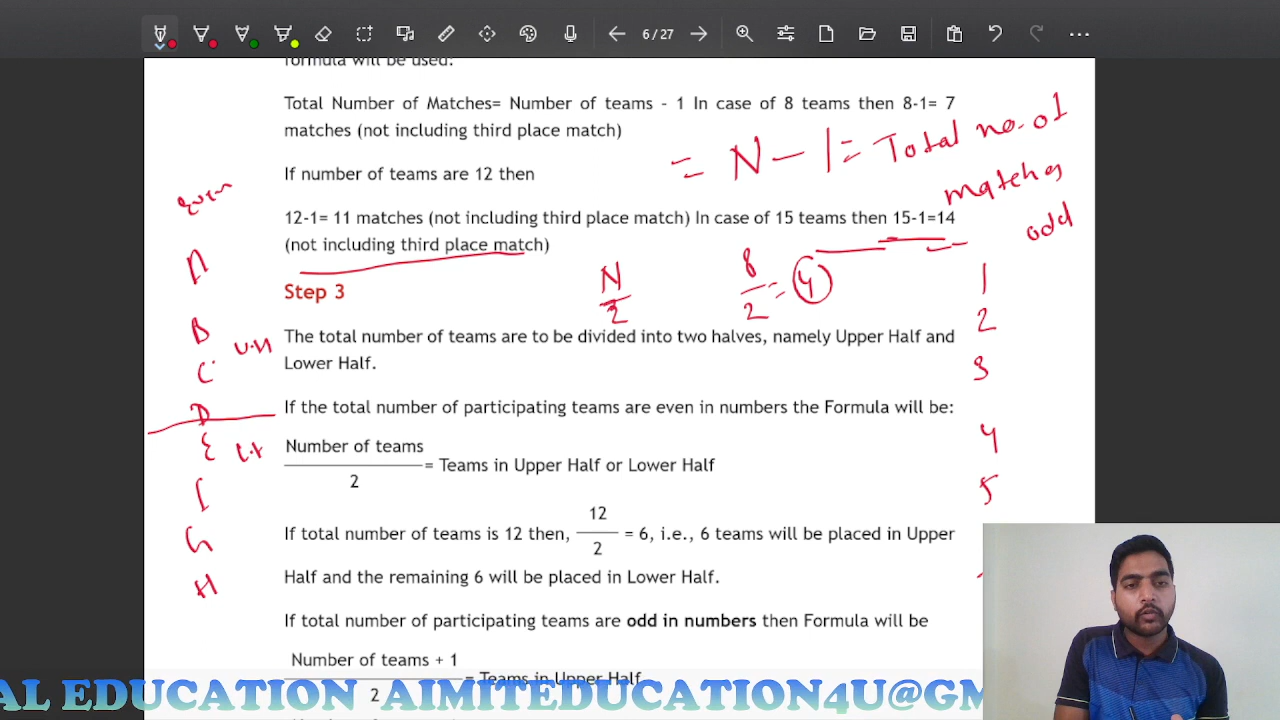 6 / 27
formula will be used:
Total Number of Matches= Number of teams - 1 In case of 8 teams then 8-1= 7
matches (not including third place match)
= N - 1 = Total no. of
matches
If number of teams are 12 then
even
12-1= 11 matches (not including third place match) In case of 15 teams then 15-1=14
(not including third place match)
odd
A
B
C
D
E
G
H
U.H
L.H
N/2
8/2 = 4
1
2
3
4
5
Step 3
The total number of teams are to be divided into two halves, namely Upper Half and
Lower Half.
If the total number of participating teams are even in numbers the Formula will be:
Number of teams
2
= Teams in Upper Half or Lower Half
If total number of teams is 12 then, 12/2 = 6, i.e., 6 teams will be placed in Upper
Half and the remaining 6 will be placed in Lower Half.
If total number of participating teams are odd in numbers then Formula will be
Number of teams + 1
2
= Teams in Upper Half
AL EDUCATION AIMITEDUCATION4U@GM